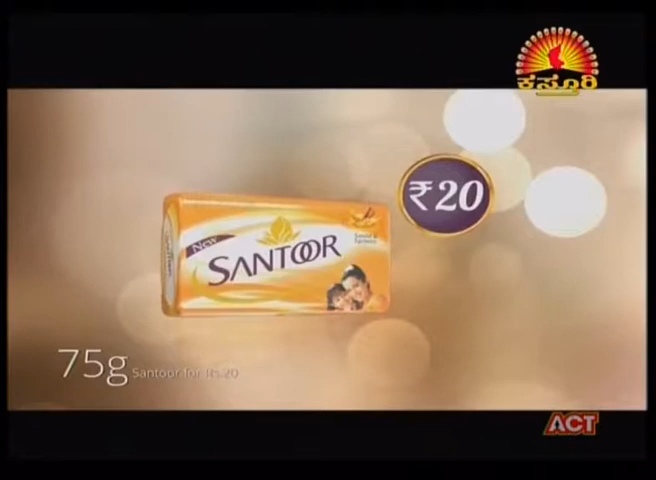 ಕಸ್ತೂರಿ
₹20
New
SANTOOR
Sandal &
Turmeric
75g Santoor for Rs.20
ACT